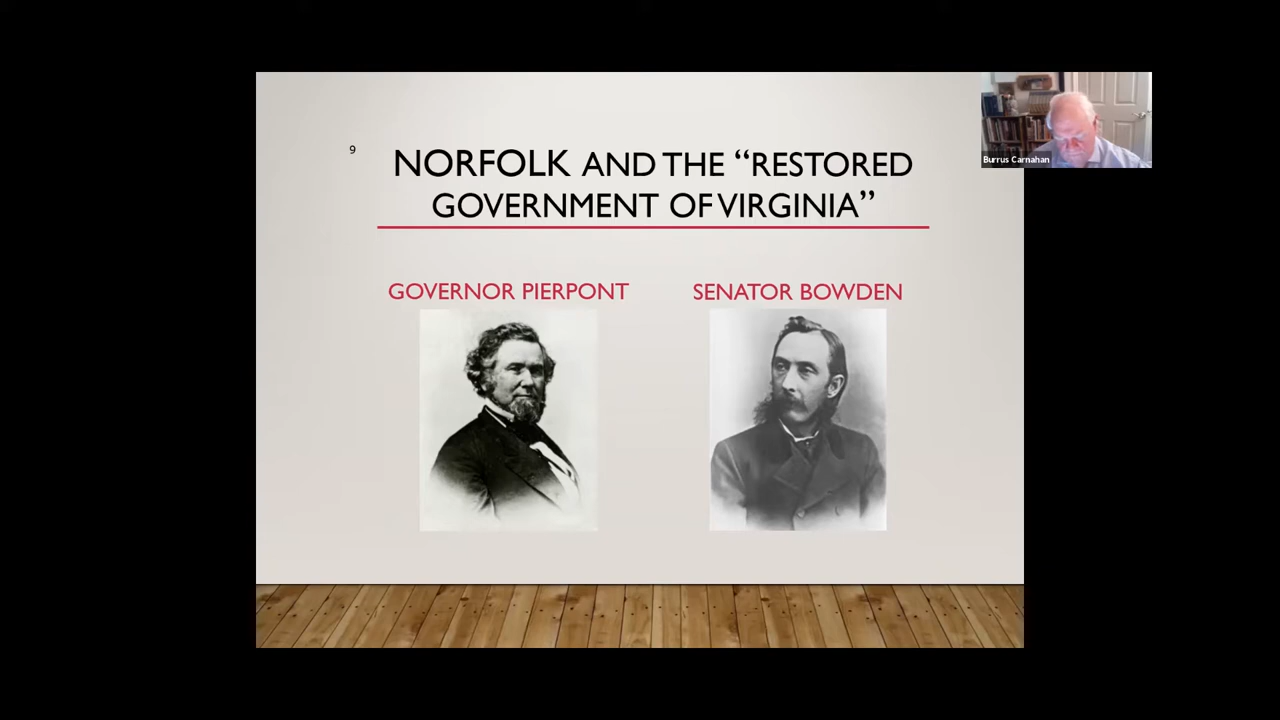 9
NORFOLK AND THE “RESTORED
GOVERNMENT OF VIRGINIA”
GOVERNOR PIERPONT
SENATOR BOWDEN
Burrus Carnahan